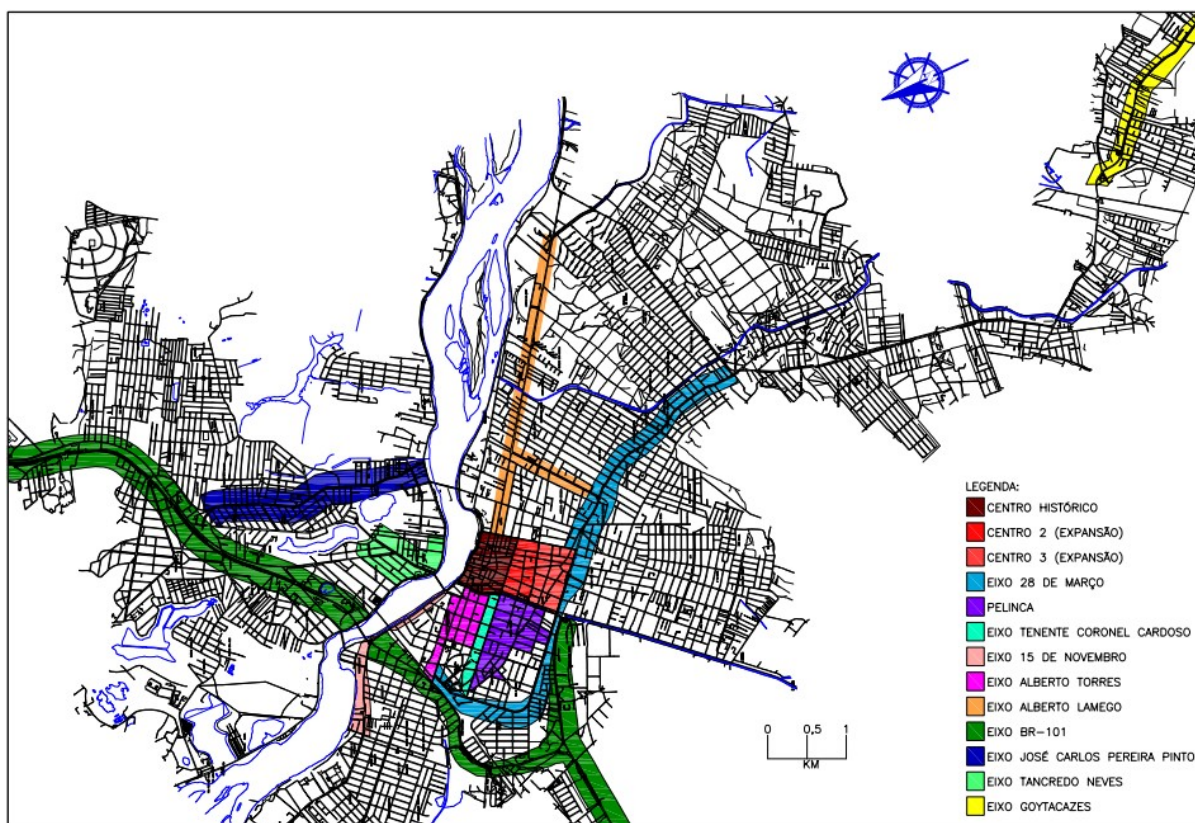 LEGENDA:
CENTRO HISTÓRICO
CENTRO 2 (EXPANSÃO)
CENTRO 3 (EXPANSÃO)
EIXO 28 DE MARÇO
PELINCA
EIXO TENENTE CORONEL CARDOSO
EIXO 15 DE NOVEMBRO
EIXO ALBERTO TORRES
EIXO ALBERTO LAMEGO
EIXO BR-101
EIXO JOSÉ CARLOS PEREIRA PINTO
EIXO TANCREDO NEVES
EIXO GOYTACAZES
0 0,5 1
KM